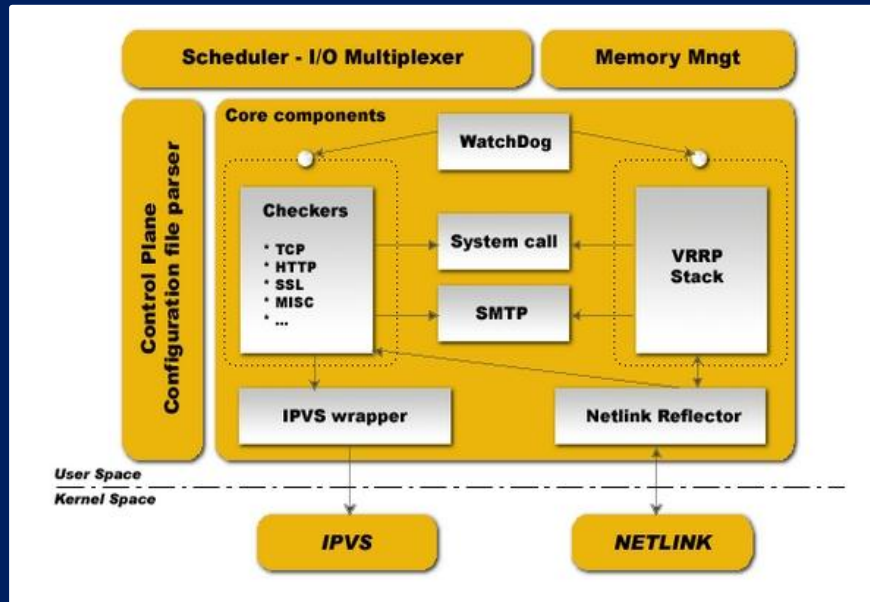 Scheduler - I/O Multiplexer
Memory Mngt
Control Plane
Configuration file parser
Core components
WatchDog
Checkers
* TCP
* HTTP
* SSL
* MISC
* ...
System call
SMTP
VRRP
Stack
IPVS wrapper
Netlink Reflector
User Space
Kernel Space
IPVS
NETLINK